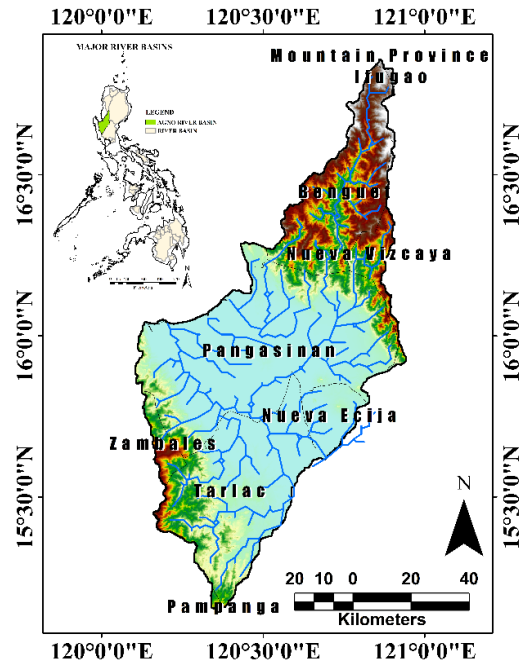 120°0'0"E 120°30'0"E 121°0'0"E
MAJOR RIVER BASINS
LEGEND
AGNO RIVER BASIN
RIVER BASIN
N
Mountain Province
Ifugao
Benguet
Nueva Vizcaya
Pangasinan
Nueva Ecija
Zambales
Tarlac
Pampanga
16°30'0"N
16°0'0"N
15°30'0"N
16°30'0"N
16°0'0"N
15°30'0"N
N
20 10 0 20 40
Kilometers
120°0'0"E 120°30'0"E 121°0'0"E